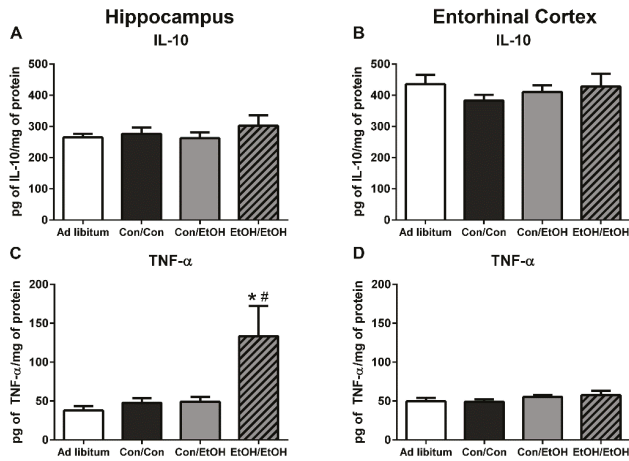 Hippocampus
Entorhinal Cortex
A
IL-10
pg of IL-10/mg of protein
500
400
300
200
100
0
Ad libitum Con/Con Con/EtOH EtOH/EtOH
B
IL-10
pg of IL-10/mg of protein
500
400
300
200
100
0
Ad libitum Con/Con Con/EtOH EtOH/EtOH
C
TNF-α
pg of TNF-α/mg of protein
200
150
100
50
0
* #
Ad libitum Con/Con Con/EtOH EtOH/EtOH
D
TNF-α
pg of TNF-α/mg of protein
200
150
100
50
0
Ad libitum Con/Con Con/EtOH EtOH/EtOH